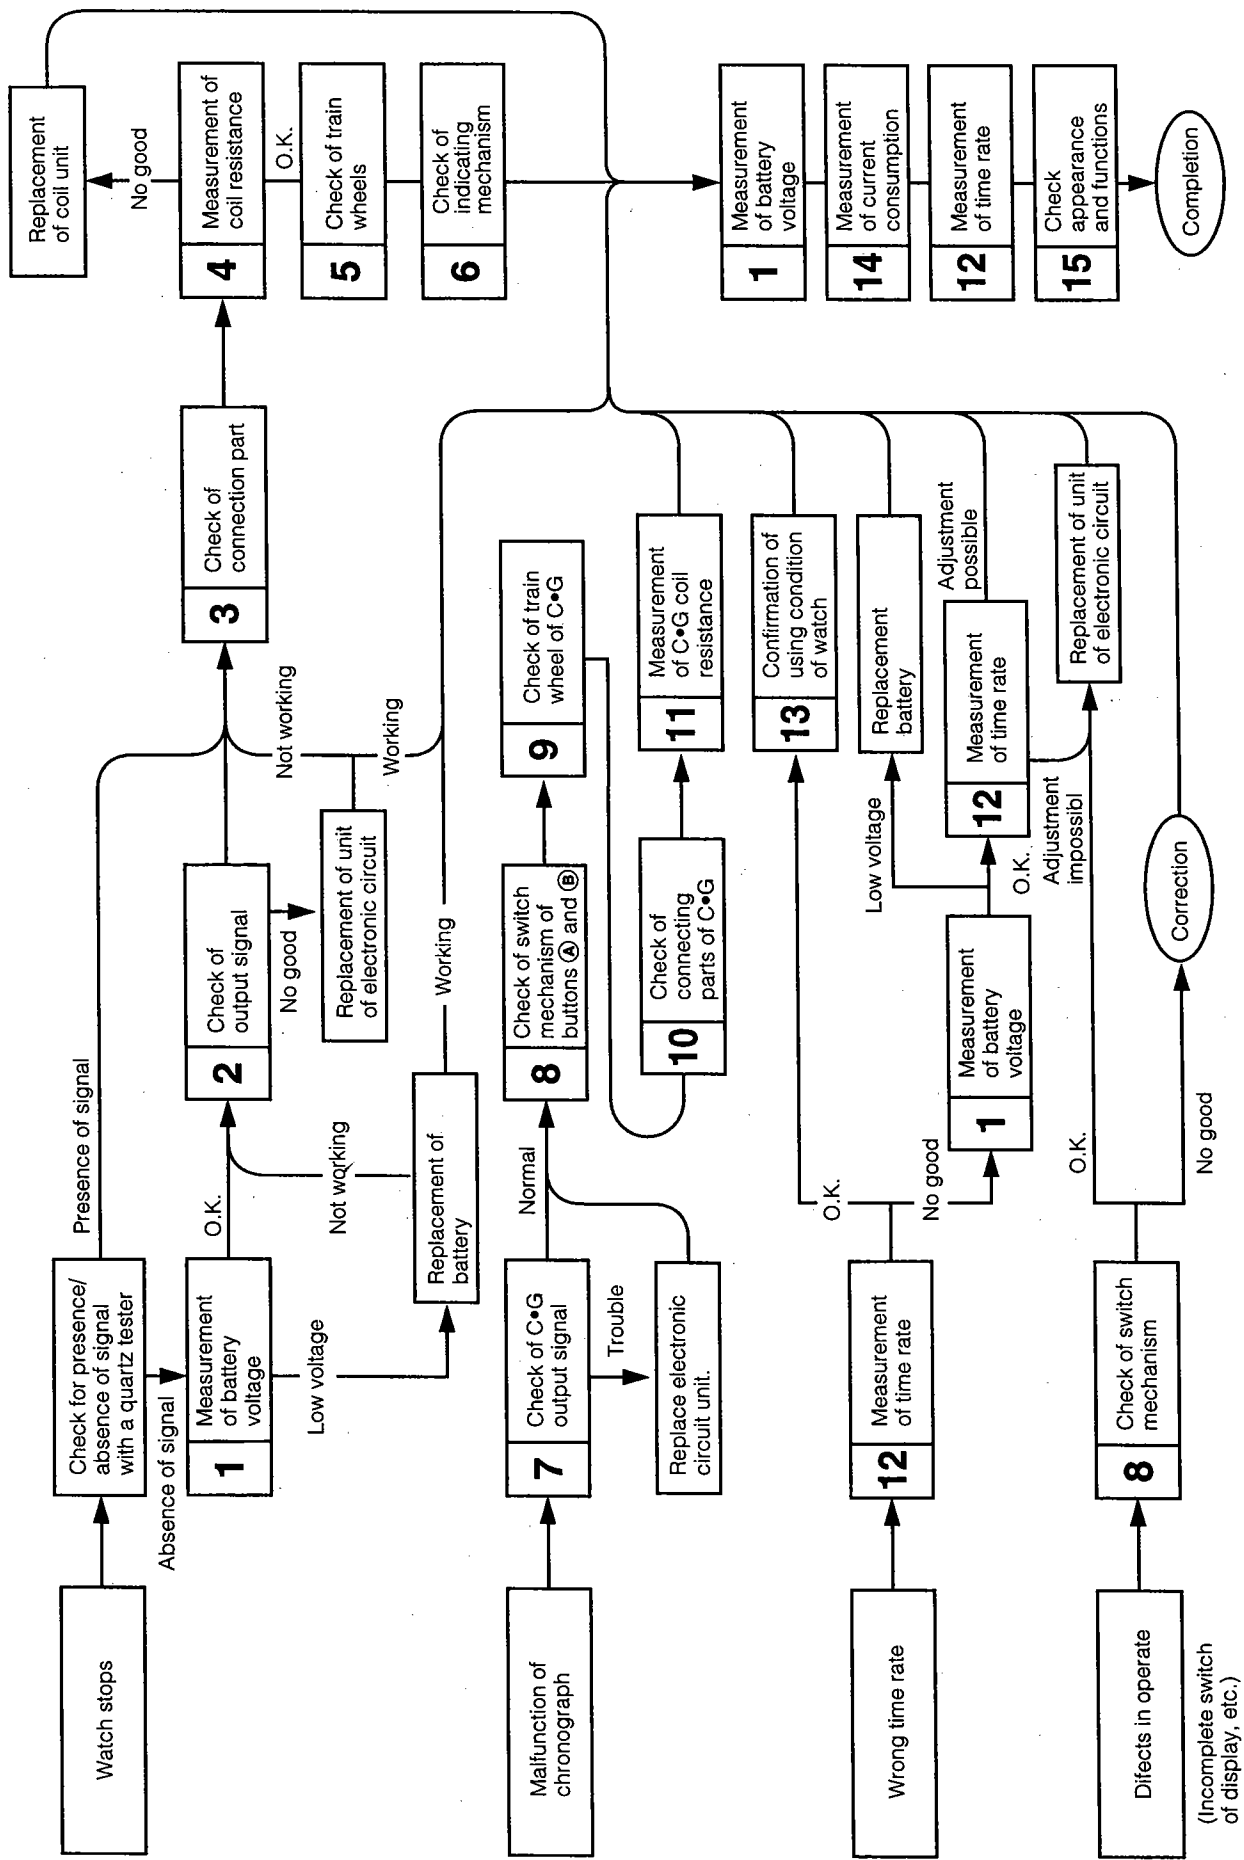 Watch stops
Check for presence/
absence of signal
with a quartz tester
Presence of signal
Absence of signal
1
Measurement
of battery
voltage
O.K.
Low voltage
Not working
Replacement of
battery
Working
2
Check of
output signal
No good
Replacement of unit
of electronic circuit
Not working
Working
3
Check of
connection part
4
Measurement of
coil resistance
No good
Replacement
of coil unit
O.K.
5
Check of train
wheels
6
Check of
indicating
mechanism
Malfunction of
chronograph
7
Check of C•G
output signal
Normal
Trouble
Replace electronic
circuit unit.
8
Check of switch
mechanism of
buttons Ⓐ and Ⓑ
9
Check of train
wheel of C•G
10
Check of
connecting
parts of C•G
11
Measurement
of C•G coil
resistance
Wrong time rate
12
Measurement
of time rate
O.K.
No good
13
Confirmation of
using condition
of watch
1
Measurement
of battery
voltage
Low voltage
Replacement
battery
O.K.
12
Measurement
of time rate
Adjustment
possible
Adjustment
impossibl
Replacement of unit
of electronic circuit
Difects in operate
(Incomplete switch
of display, etc.)
8
Check of switch
mechanism
O.K.
No good
Correction
1
Measurement
of battery
voltage
14
Measurement
of current
consumption
12
Measurement
of time rate
15
Check
appearance
and functions
Completion